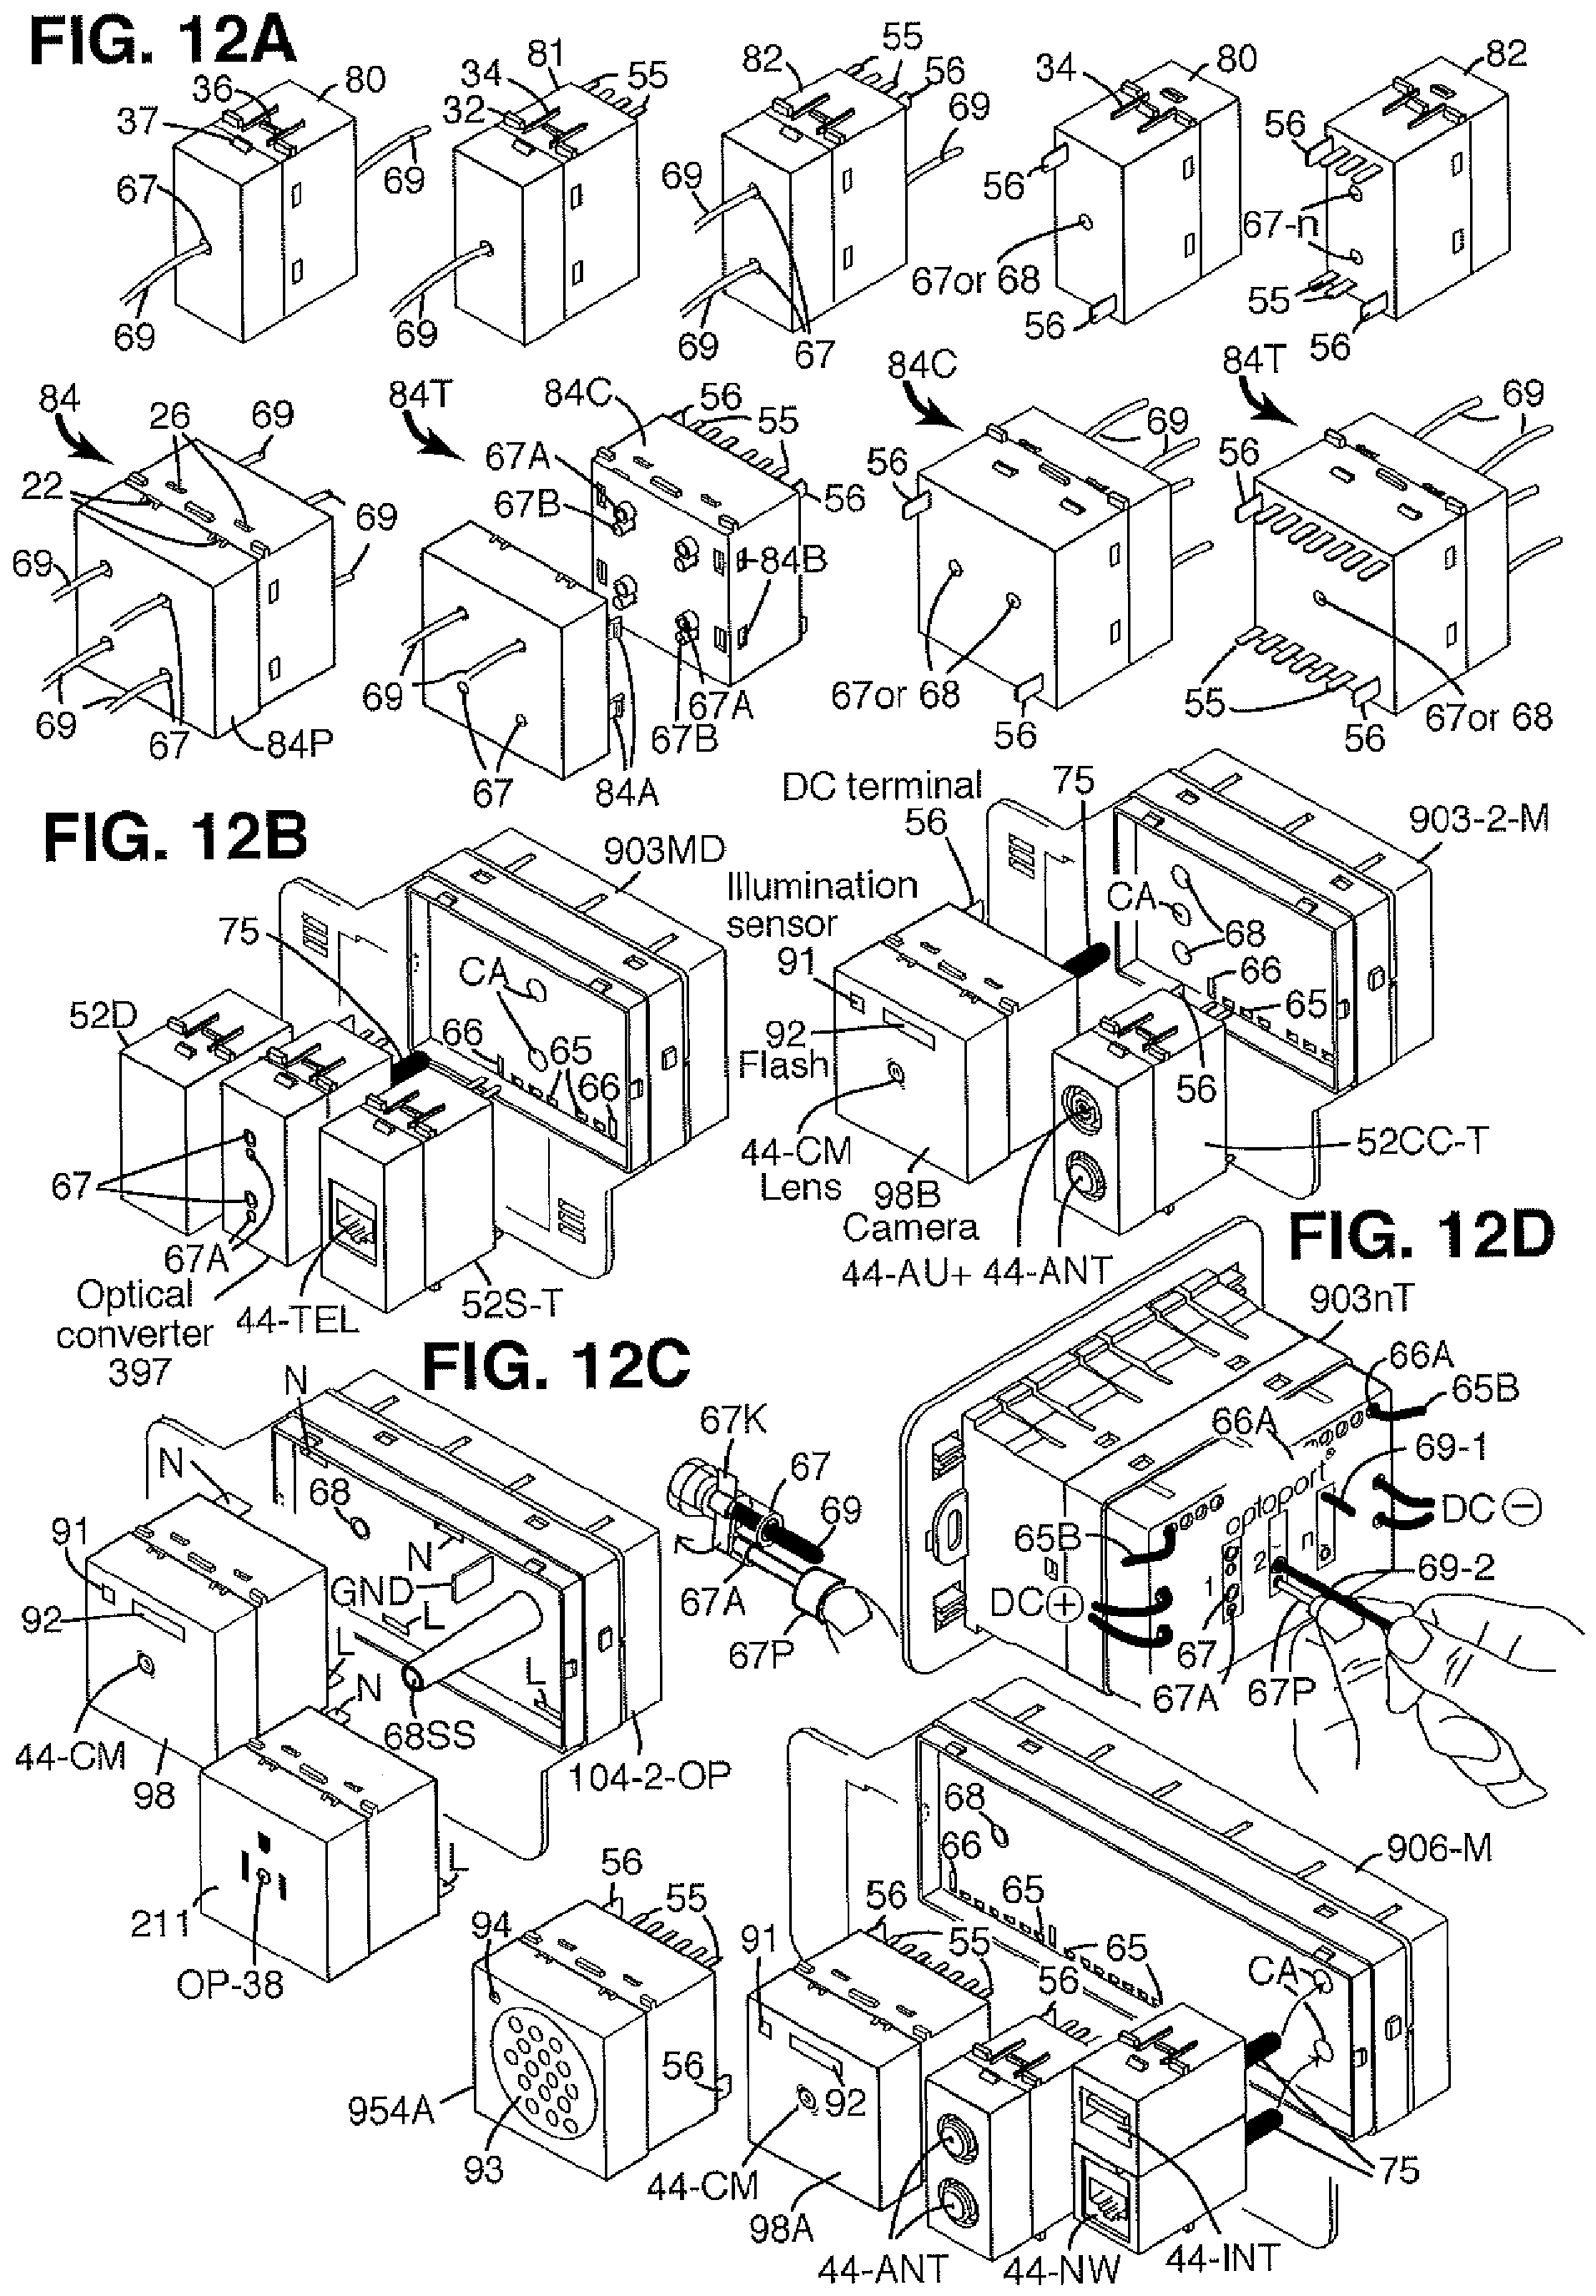 FIG. 12A
36 80 34 81 55 82 55 56 34 80 82
37 32 69 56
67 69 69 56 67-n
67or 68
69 69 69 67 56 55 56
84 26 69 84T 84C 56 55 84C 69 84T 69
22 67A 67B 56 56 56
69 69 84B
69 67 84P 69 67 84A 67A 67B 67or 68 56 55 56 67or 68
FIG. 12B
903MD
75
CA
52D
66 65 66
67
67A
Optical
converter
397
44-TEL
52S-T
DC terminal
56
75
903-2-M
Illumination
sensor
91
CA
68
66
65
92
Flash
56
44-CM
Lens
98B
Camera
52CC-T
44-AU+ 44-ANT
FIG. 12D
903nT
66A
65B
66A
69-1
optoport
DC −
65B
DC +
1 2 n
69-2
67
67A
67P
67K
67
69
67A
67P
FIG. 12C
N
N
N
68
91
N
GND
92
L
L
L
N
68SS
44-CM
98
104-2-OP
L
211
OP-38
56
55
94
954A
93
56
68
66
65
65
906-M
56
55
91
56
CA
92
44-CM
98A
75
44-ANT
44-NW
44-INT